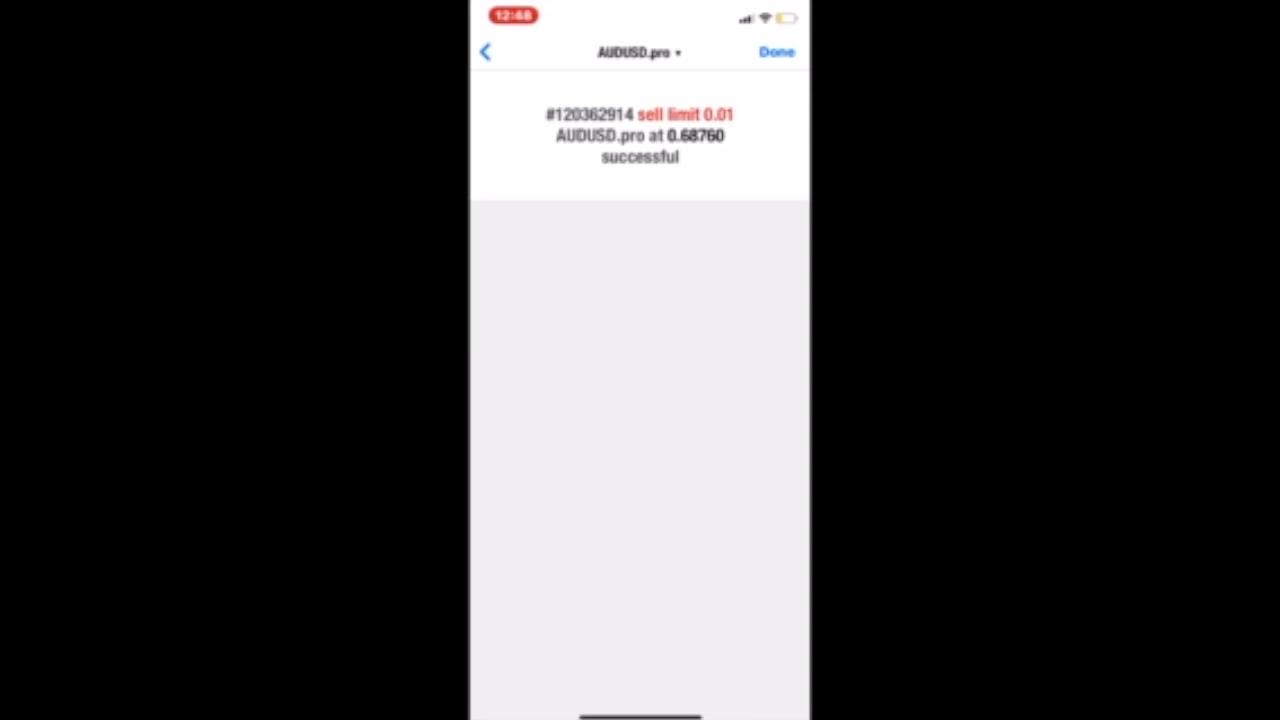 12:48
AUDUSD.pro ▾
Done
#120362914 sell limit 0.01
AUDUSD.pro at 0.68760
successful